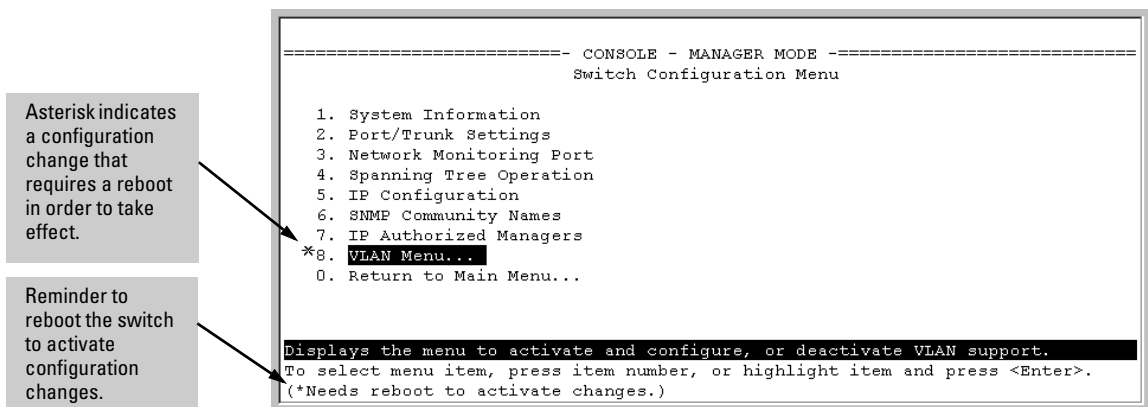 ==========================- CONSOLE - MANAGER MODE -============================
Switch Configuration Menu
1. System Information
2. Port/Trunk Settings
3. Network Monitoring Port
4. Spanning Tree Operation
5. IP Configuration
6. SNMP Community Names
7. IP Authorized Managers
*8. VLAN Menu...
0. Return to Main Menu...
Displays the menu to activate and configure, or deactivate VLAN support.
To select menu item, press item number, or highlight item and press <Enter>.
(*Needs reboot to activate changes.)
Asterisk indicates
a configuration
change that
requires a reboot
in order to take
effect.
Reminder to
reboot the switch
to activate
configuration
changes.